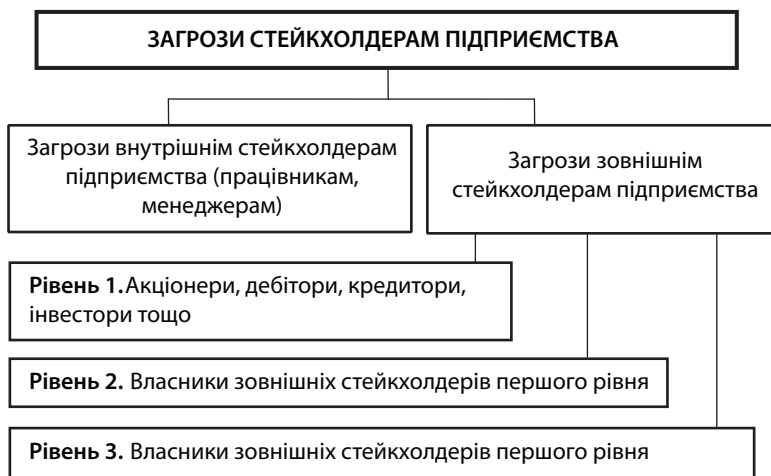 ЗАГРОЗИ СТЕЙКХОЛДЕРАМ ПІДПРИЄМСТВА
Загрози внутрішнім стейкхолдерам
підприємства (працівникам,
менеджерам)
Загрози зовнішнім
стейкхолдерам підприємства
Рівень 1. Акціонери, дебітори, кредитори,
інвестори тощо
Рівень 2. Власники зовнішніх стейкхолдерів першого рівня
Рівень 3. Власники зовнішніх стейкхолдерів першого рівня